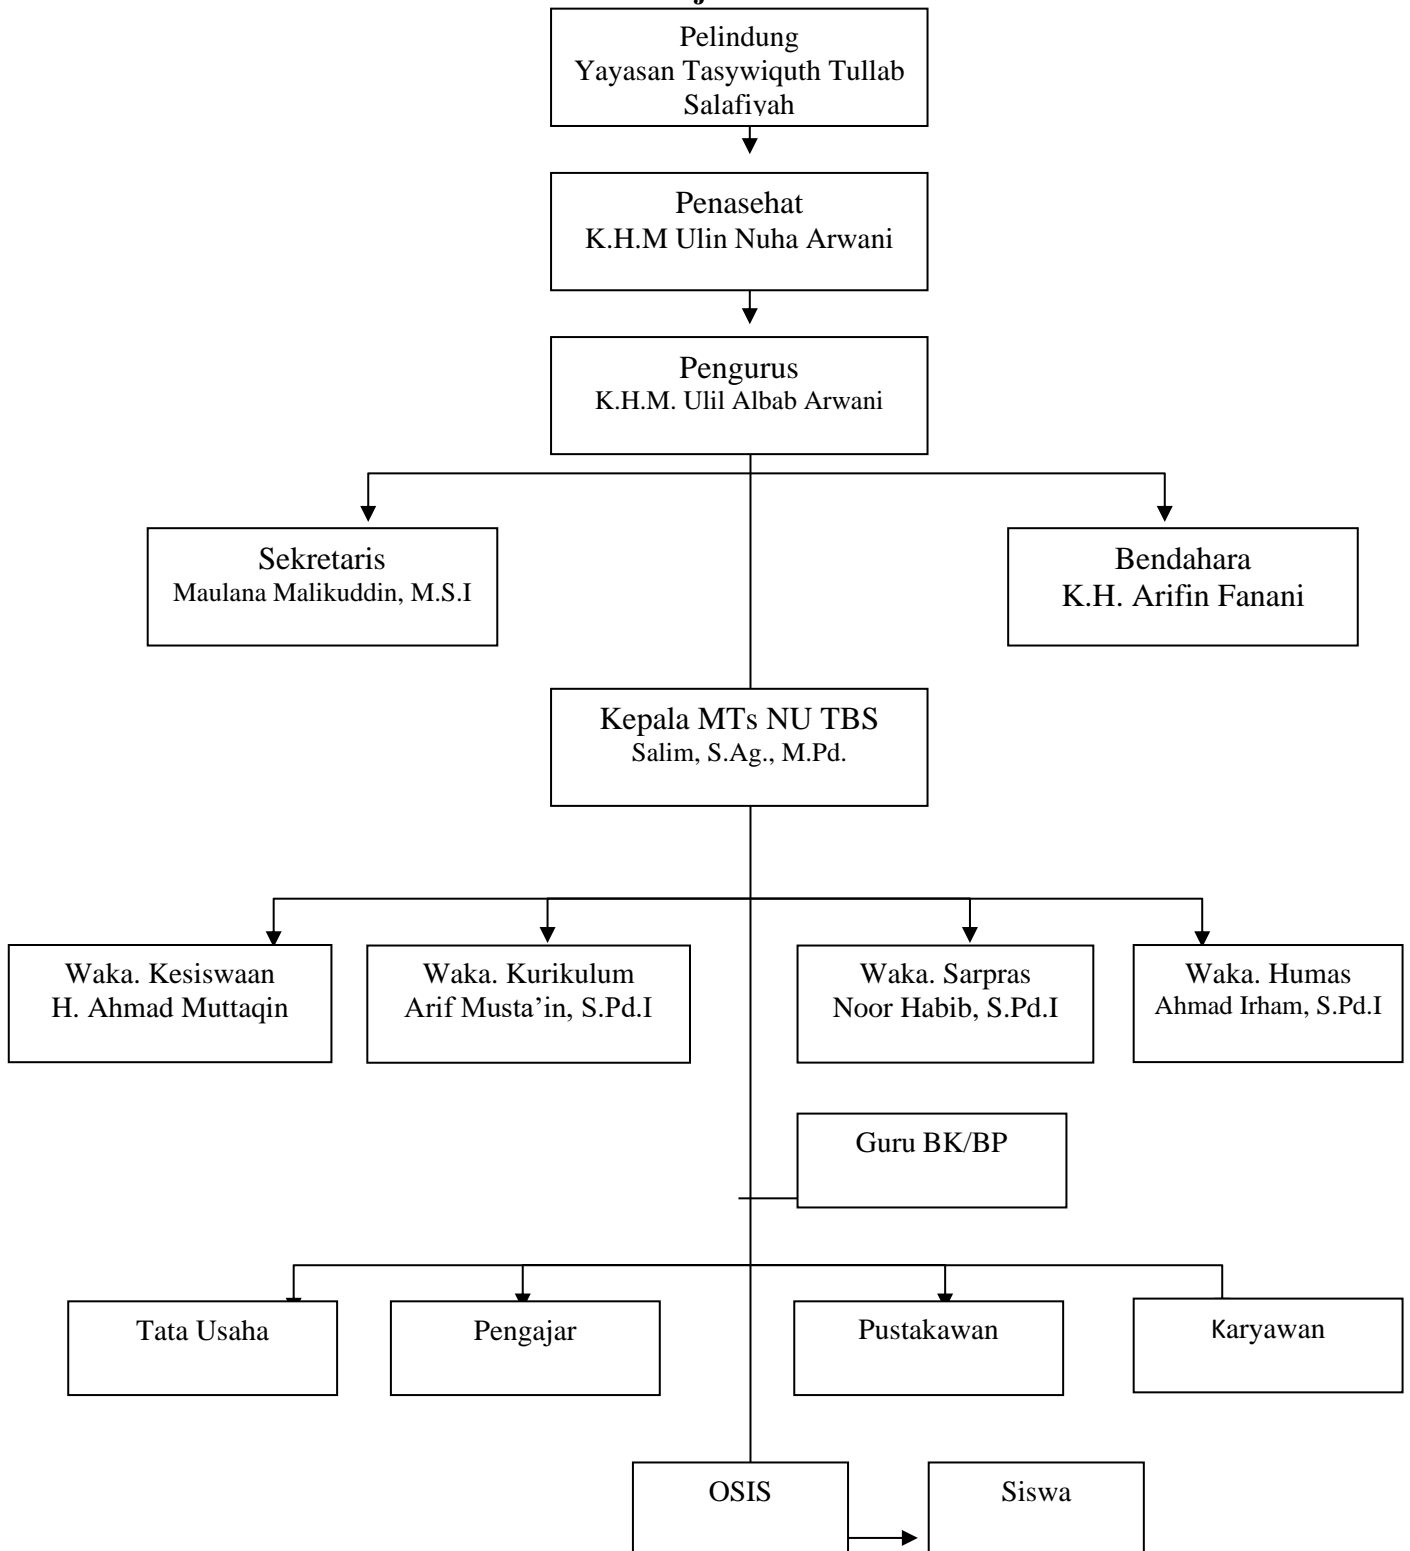 Pelindung
Yayasan Tasywiquth Tullab
Salafiyah
Penasehat
K.H.M Ulin Nuha Arwani
Pengurus
K.H.M. Ulil Albab Arwani
Sekretaris
Maulana Malikuddin, M.S.I
Bendahara
K.H. Arifin Fanani
Kepala MTs NU TBS
Salim, S.Ag., M.Pd.
Waka. Kesiswaan
H. Ahmad Muttaqin
Waka. Kurikulum
Arif Musta’in, S.Pd.I
Waka. Sarpras
Noor Habib, S.Pd.I
Waka. Humas
Ahmad Irham, S.Pd.I
Guru BK/BP
Tata Usaha
Pengajar
Pustakawan
Karyawan
OSIS
Siswa